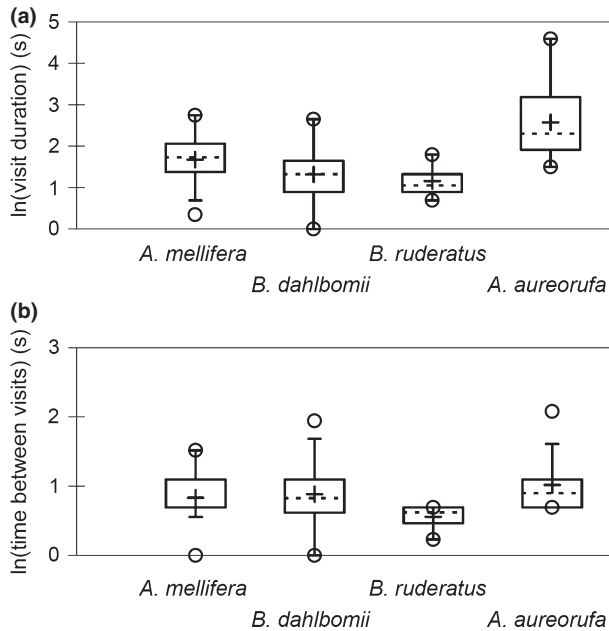 (a)
ln(visit duration) (s)
5
4
3
2
1
0
A. mellifera
B. dahlbomii
B. ruderatus
A. aureorufa
(b)
ln(time between visits) (s)
3
2
1
0
A. mellifera
B. dahlbomii
B. ruderatus
A. aureorufa